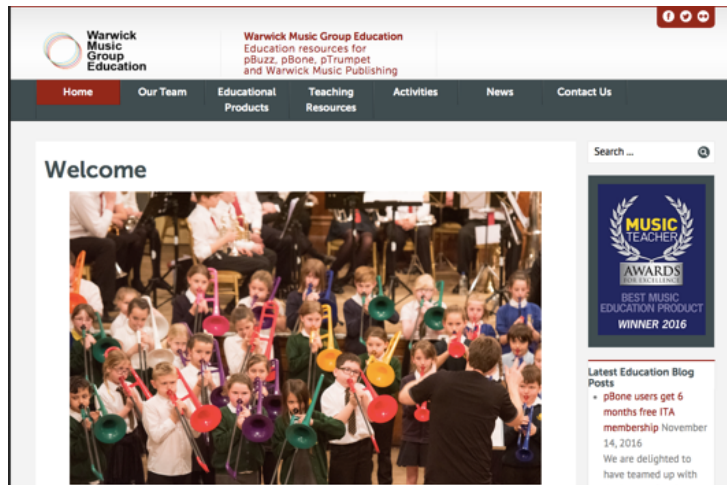 Warwick
Music
Group
Education
Warwick Music Group Education
Education resources for
pBuzz, pBone, pTrumpet
and Warwick Music Publishing
Home
Our Team
Educational
Products
Teaching
Resources
Activities
News
Contact Us
Welcome
Search ...
MUSIC
TEACHER
AWARDS
FOR EXCELLENCE
BEST MUSIC
EDUCATION PRODUCT
WINNER 2016
Latest Education Blog
Posts
pBone users get 6
months free ITA
membership November
14, 2016
We are delighted to
have teamed up with